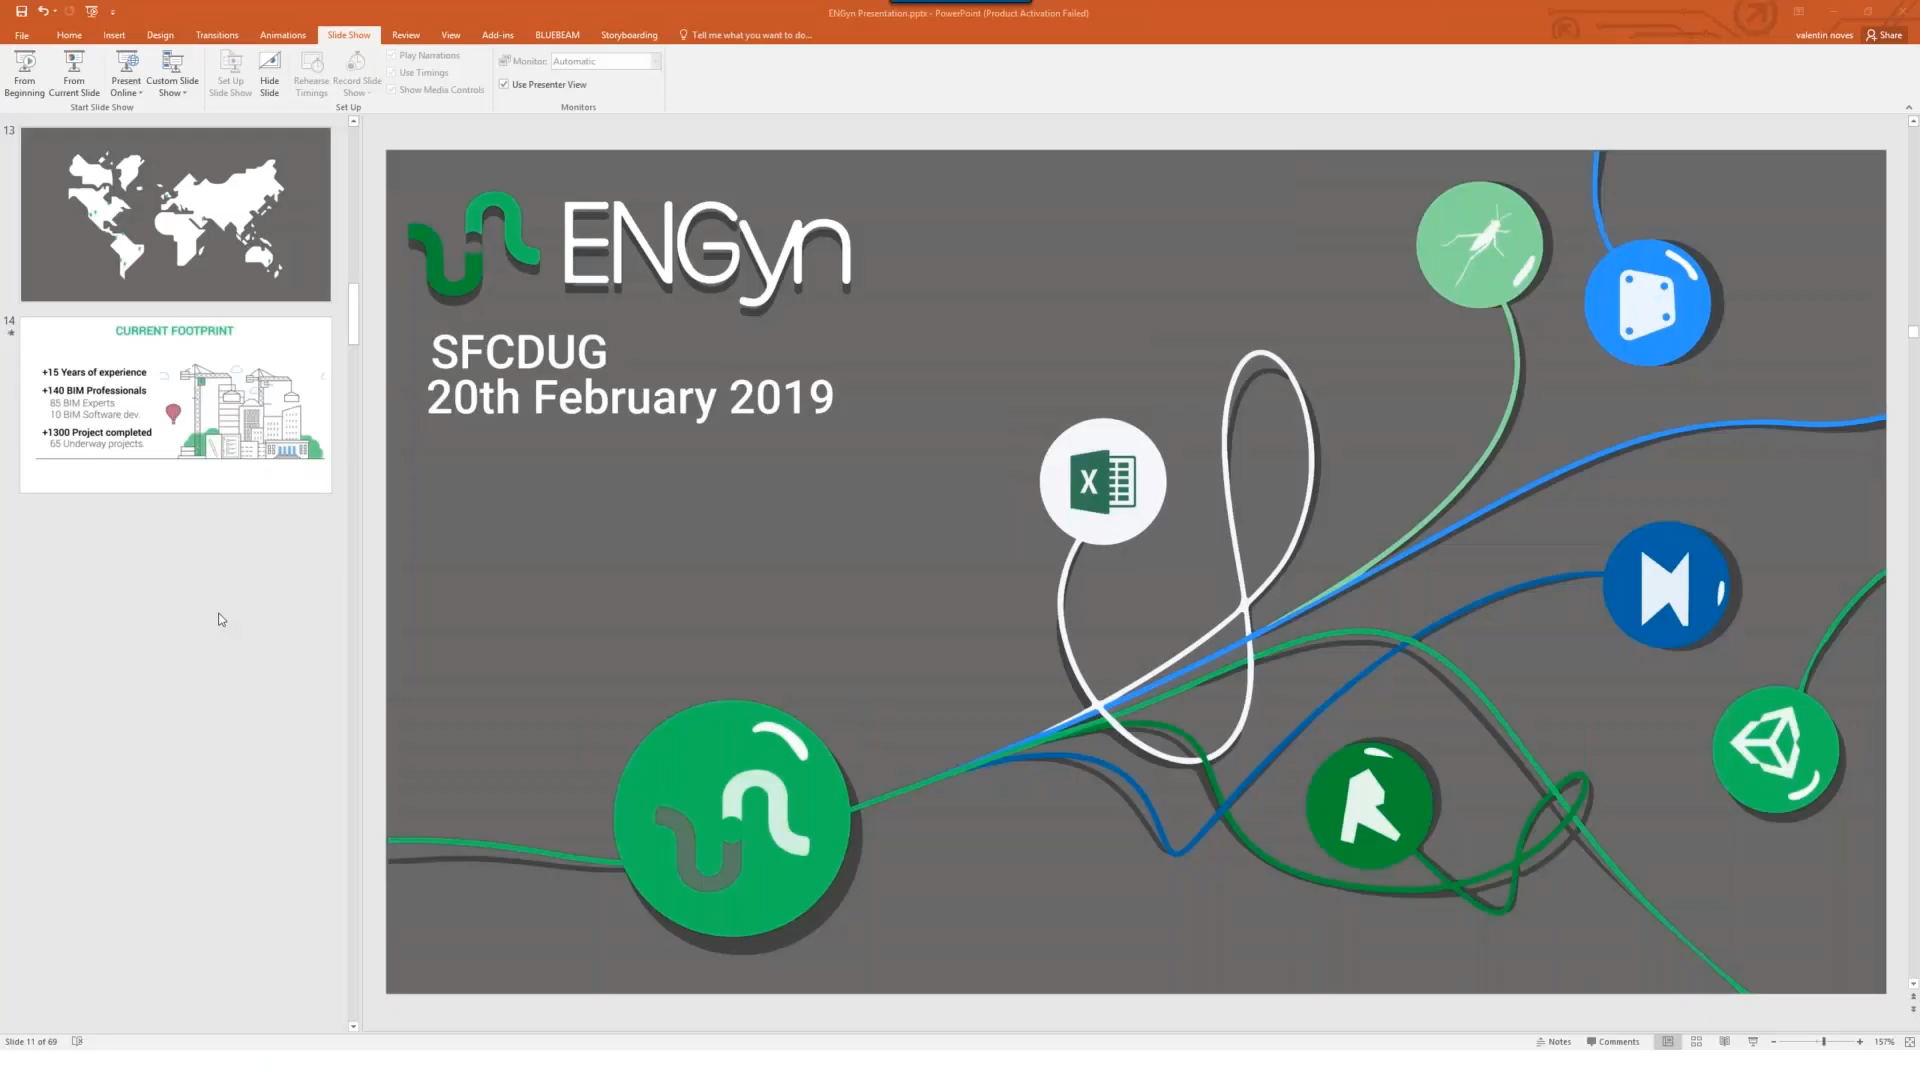 ENGyn Presentation.pptx - PowerPoint (Product Activation Failed)
File Home Insert Design Transitions Animations Slide Show Review View Add-ins BLUEBEAM Storyboarding Tell me what you want to do... valentin noves Share
From Beginning
From Current Slide
Present Online
Custom Slide Show
Start Slide Show
Set Up Slide Show
Hide Slide
Rehearse Timings
Record Slide Show
Play Narrations
Use Timings
Show Media Controls
Set Up
Monitor: Automatic
Use Presenter View
Monitors
13
14
CURRENT FOOTPRINT
+15 Years of experience
+140 BIM Professionals
85 BIM Experts
10 BIM Software dev.
+1300 Project completed
65 Underway projects.
ENGyn
SFCDUG
20th February 2019
X
Slide 11 of 69
Notes Comments 157%